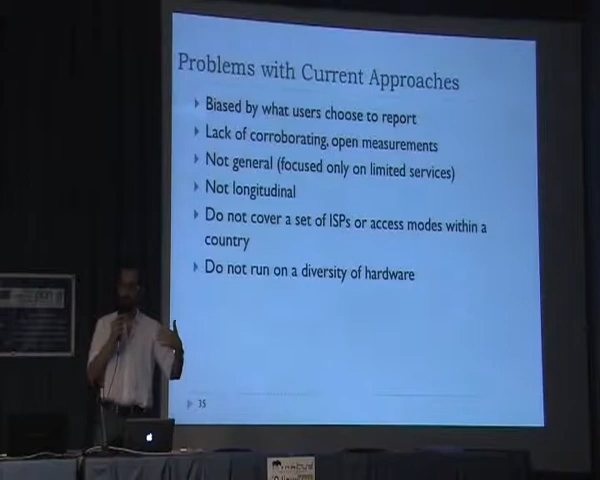 Problems with Current Approaches
Biased by what users choose to report
Lack of corroborating, open measurements
Not general (focused only on limited services)
Not longitudinal
Do not cover a set of ISPs or access modes within a
country
Do not run on a diversity of hardware
35